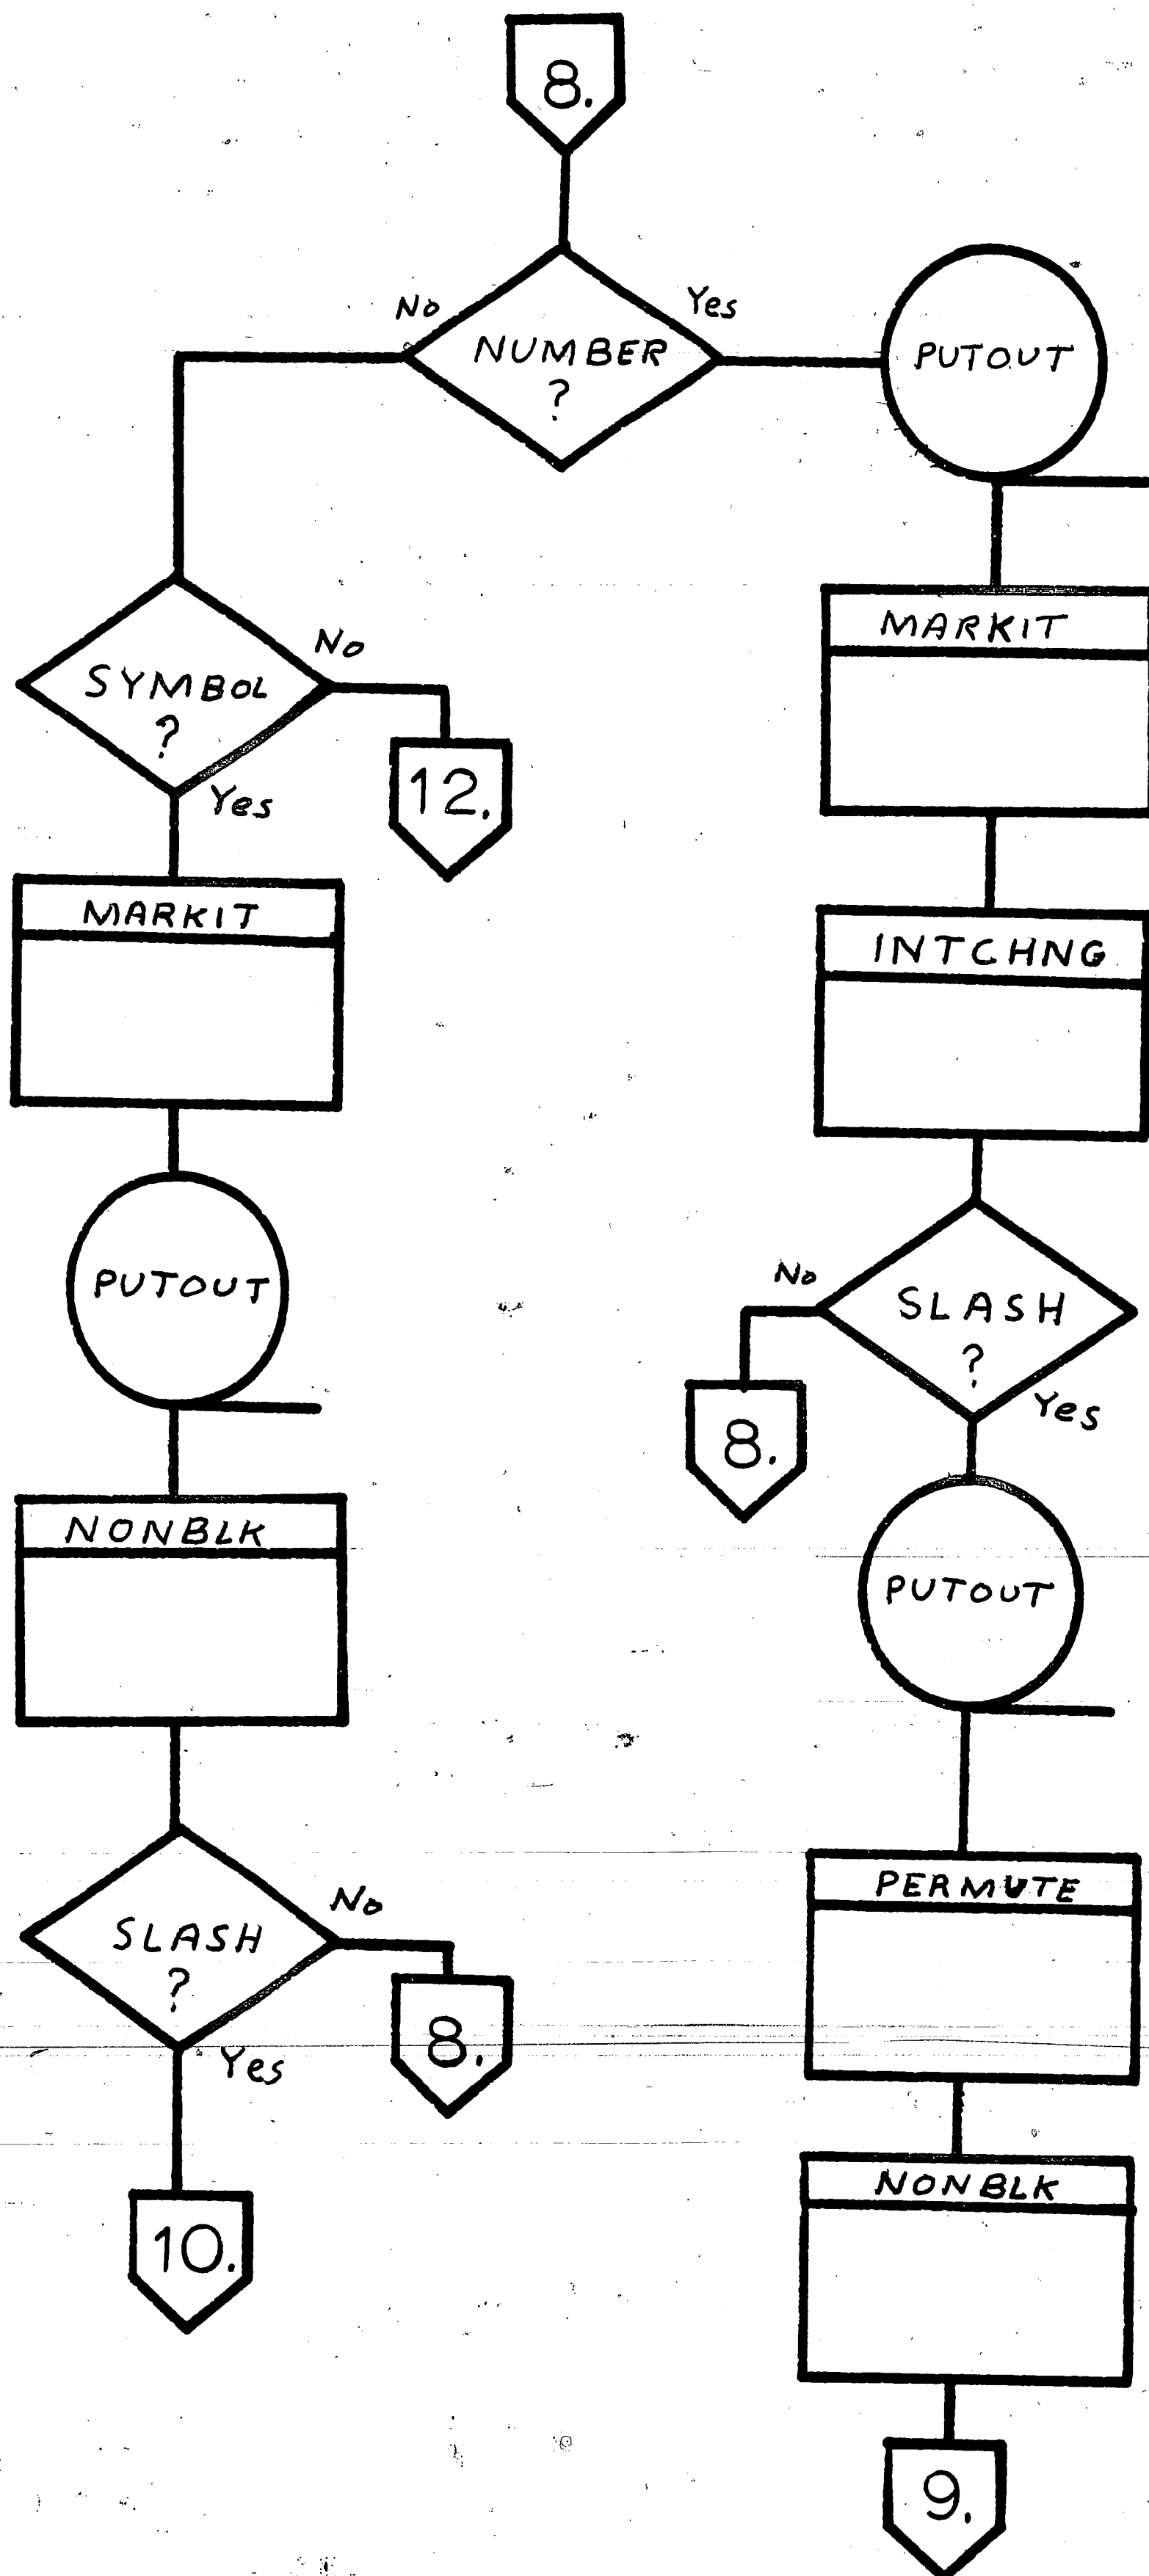 8.
No
Yes
NUMBER
?
PUTOUT
SYMBOL
?
No
Yes
12.
MARKIT
PUTOUT
NONBLK
SLASH
?
No
Yes
8.
10.
MARKIT
INTCHNG
No
SLASH
?
Yes
8.
PUTOUT
PERMUTE
NONBLK
9.